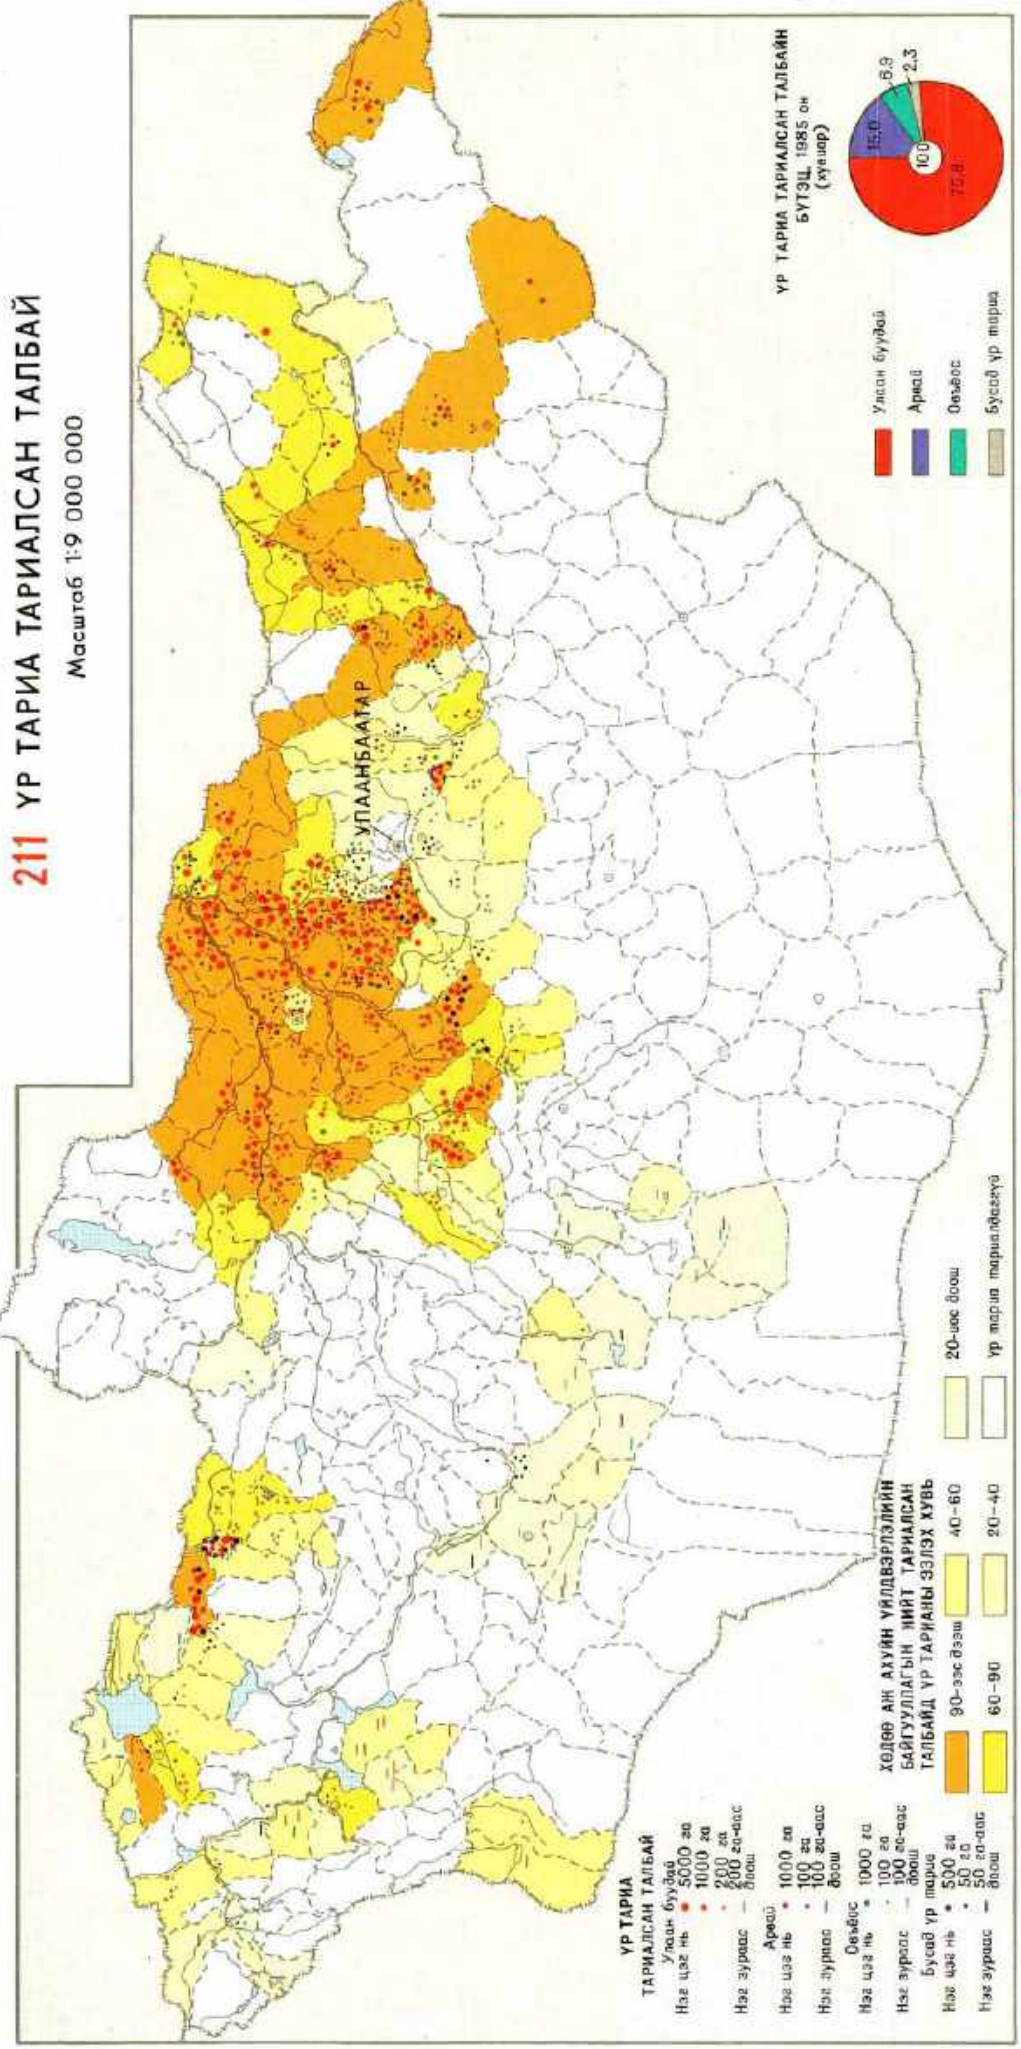 211 ҮР ТАРИА ТАРИАЛСАН ТАЛБАЙ
Масштаб 1:9 000 000
УЛААНБААТАР
ҮР ТАРИА ТАРИАЛСАН ТАЛБАЙН
БҮТЭЦ, 1985 он
(хувиар)
75,8
15,0
6,9
2,3
100
Улаан буудай
Арвай
Овъёос
Бусад үр тариа
ҮР ТАРИА
ТАРИАЛСАН ТАЛБАЙ
Улаан буудай
Нэг цэг нь 5000 га
1000 га
200 га
Нэг зураас 200 га-аас
доош
Арвай
Нэг цэг нь 1000 га
100 га
Нэг зураас 100 га-аас
доош
Овъёос
Нэг цэг нь 1000 га
100 га
Нэг зураас 100 га-аас
доош
Бусад үр тариа
Нэг цэг нь 500 га
50 га
Нэг зураас 50 га-аас
доош
ХӨДӨӨ АЖ АХУЙН ҮЙЛДВЭРЛЭЛИЙН
БАЙГУУЛЛАГЫН НИЙТ ТАРИАЛСАН
ТАЛБАЙД ҮР ТАРИАНЫ ЭЗЛЭХ ХУВЬ
90-ээс дээш
60-90
40-60
20-40
20-иос доош
Үр тариа тариалдаггүй